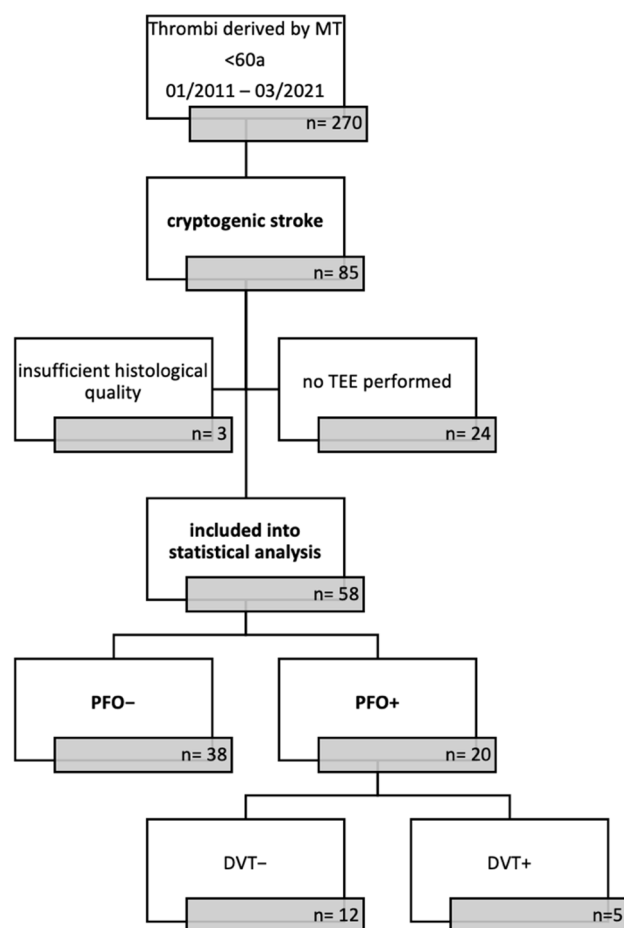 Thrombi derived by MT
<60a
01/2011 – 03/2021
n= 270
cryptogenic stroke
n= 85
insufficient histological
quality
n= 3
no TEE performed
n= 24
included into
statistical analysis
n= 58
PFO−
n= 38
PFO+
n= 20
DVT−
n= 12
DVT+
n=5